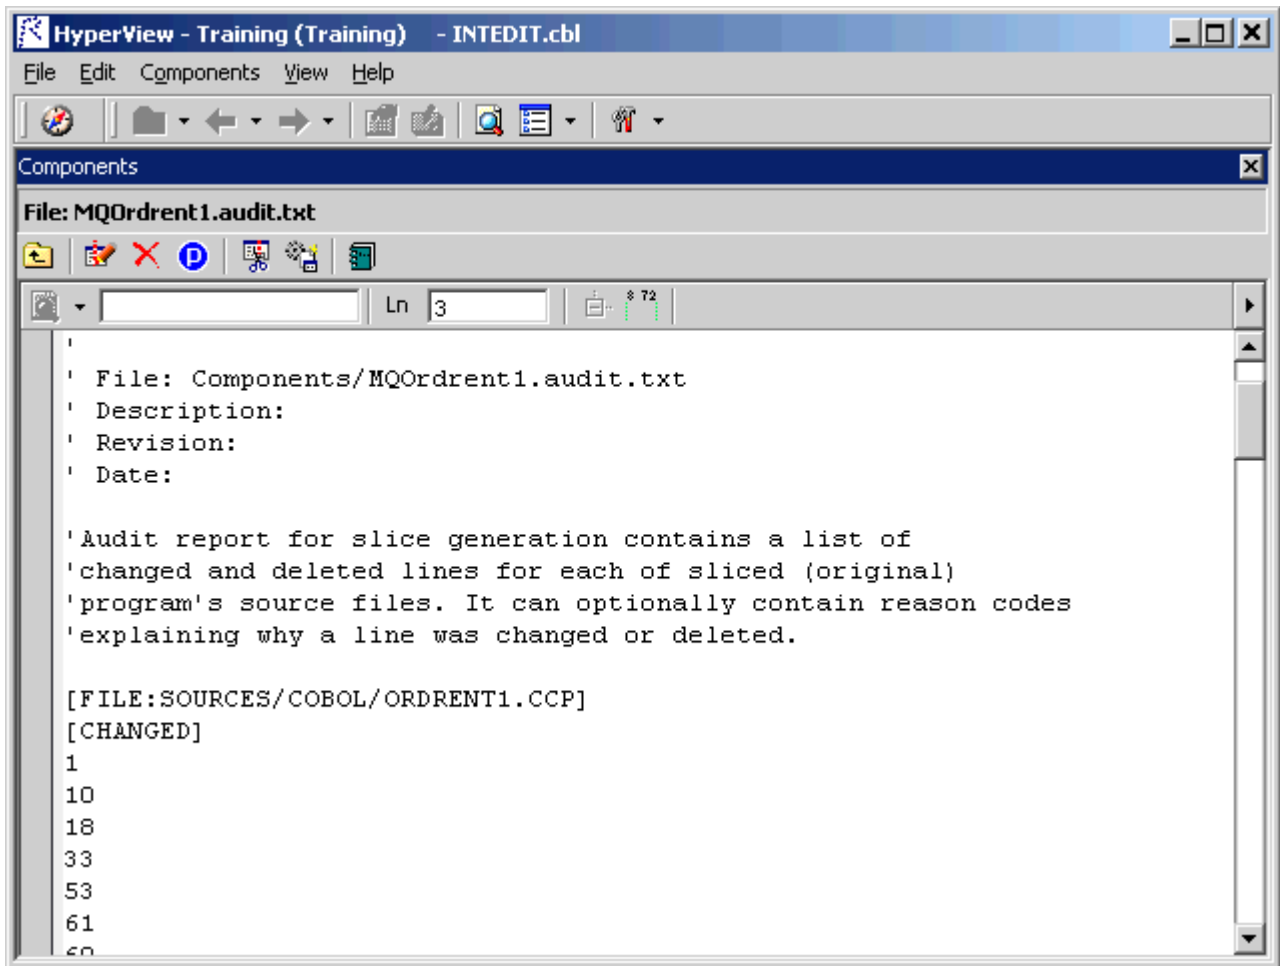 HyperView - Training (Training) - INTEDIT.cbl
File Edit Components View Help
Components
File: MQOrdrent1.audit.txt
Ln 3
8 72
'
' File: Components/MQOrdrent1.audit.txt
' Description:
' Revision:
' Date:
'Audit report for slice generation contains a list of
'changed and deleted lines for each of sliced (original)
'program's source files. It can optionally contain reason codes
'explaining why a line was changed or deleted.
[FILE:SOURCES/COBOL/ORDRENT1.CCP]
[CHANGED]
1
10
18
33
53
61